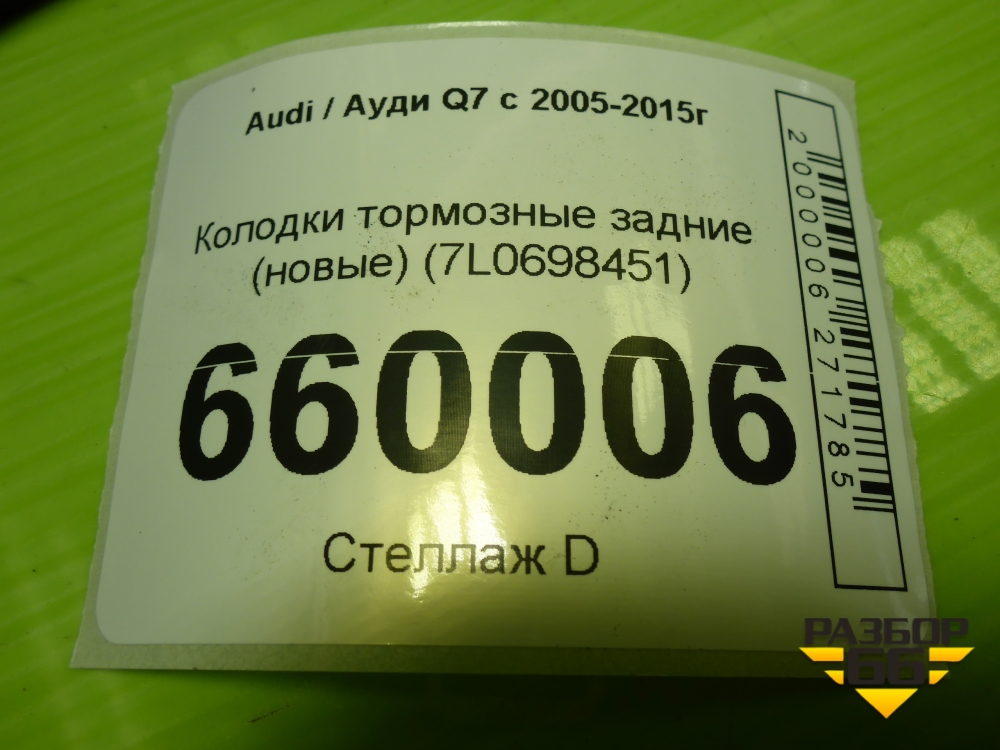 Audi / Ауди Q7 с 2005-2015г
Колодки тормозные задние
(новые) (7L0698451)
660006
Стеллаж D
2000006271785
РАЗБОР
66